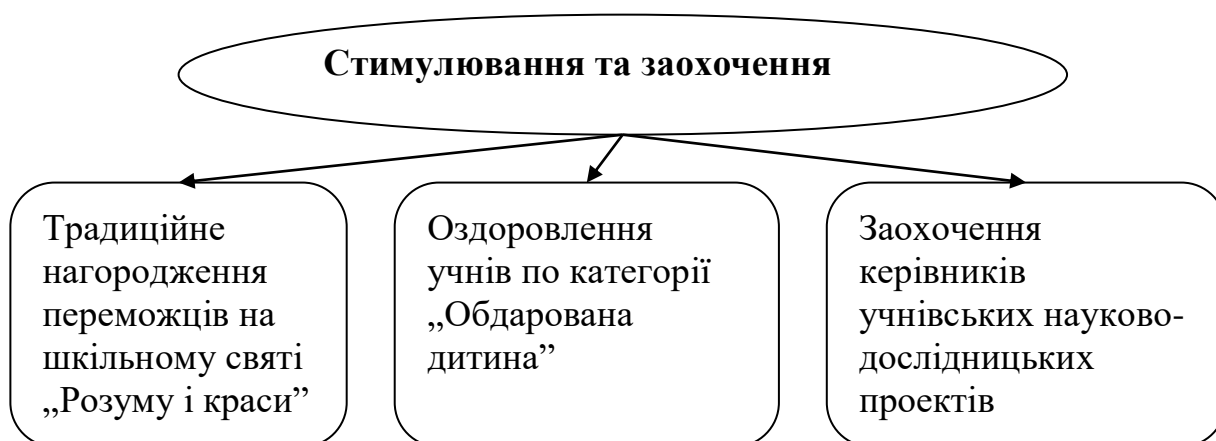 Стимулювання та заохочення
Традиційне
нагородження
переможців на
шкільному святі
„Розуму і краси”
Оздоровлення
учнів по категорії
„Обдарована
дитина”
Заохочення
керівників
учнівських науково-
дослідницьких
проектів